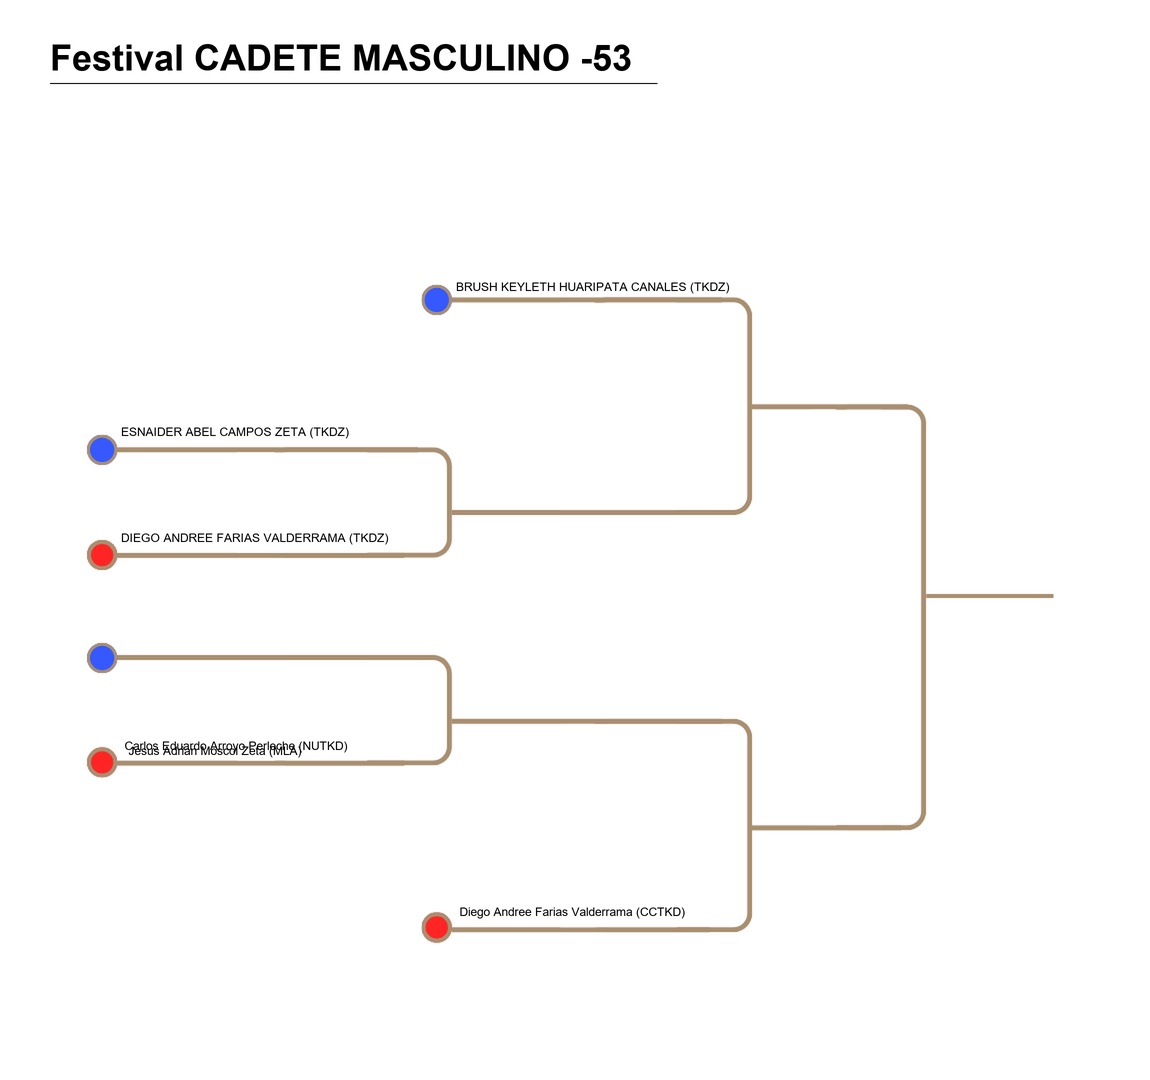 Festival CADETE MASCULINO -53
BRUSH KEYLETH HUARIPATA CANALES (TKDZ)
ESNAIDER ABEL CAMPOS ZETA (TKDZ)
DIEGO ANDREE FARIAS VALDERRAMA (TKDZ)
Carlos Eduardo Arroyo Perleche (NUTKD)
Jesus Adrian Moscol Zeta (MLA)
Diego Andree Farias Valderrama (CCTKD)